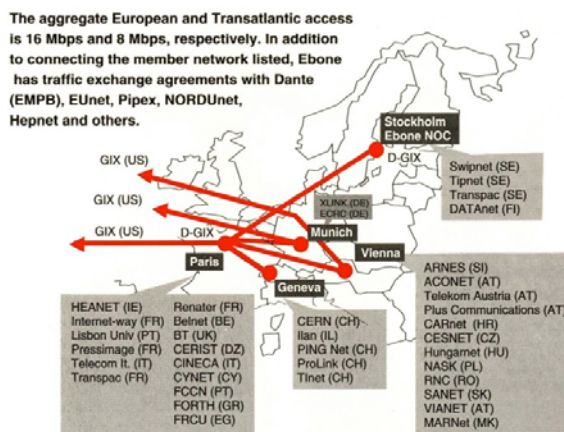 The aggregate European and Transatlantic access
is 16 Mbps and 8 Mbps, respectively. In addition
to connecting the member network listed, Ebone
has traffic exchange agreements with Dante
(EMPB), EUnet, Pipex, NORDUnet,
Hepnet and others.
Stockholm
Ebone NOC
D-GIX
Swipnet (SE)
Tipnet (SE)
Transpac (SE)
DATAnet (FI)
GIX (US)
GIX (US)
GIX (US)
D-GIX
XLINK (DE)
ECRC (DE)
Munich
Vienna
Paris
Geneva
HEANET (IE)
Internet-way (FR)
Lisbon Univ (PT)
Pressimage (FR)
Telecom It. (IT)
Transpac (FR)
Renater (FR)
Belnet (BE)
BT (UK)
CERIST (DZ)
CINECA (IT)
CYNET (CY)
FCCN (PT)
FORTH (GR)
FRCU (EG)
CERN (CH)
Ilan (IL)
PING Net (CH)
ProLink (CH)
TInet (CH)
ARNES (SI)
ACONET (AT)
Telekom Austria (AT)
Plus Communications (AT)
CARnet (HR)
CESNET (CZ)
Hungarnet (HU)
NASK (PL)
RNC (RO)
SANET (SK)
VIANET (AT)
MARNet (MK)